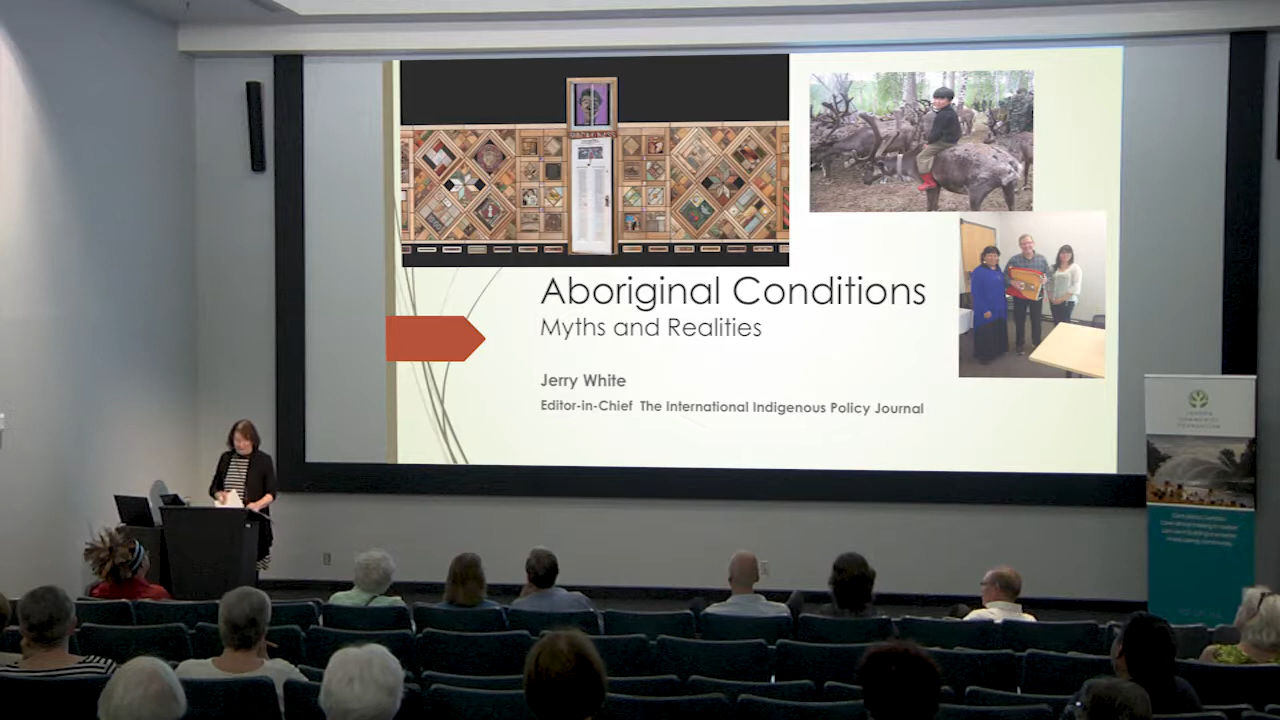 Aboriginal Conditions
Myths and Realities
Jerry White
Editor-in-Chief The International Indigenous Policy Journal